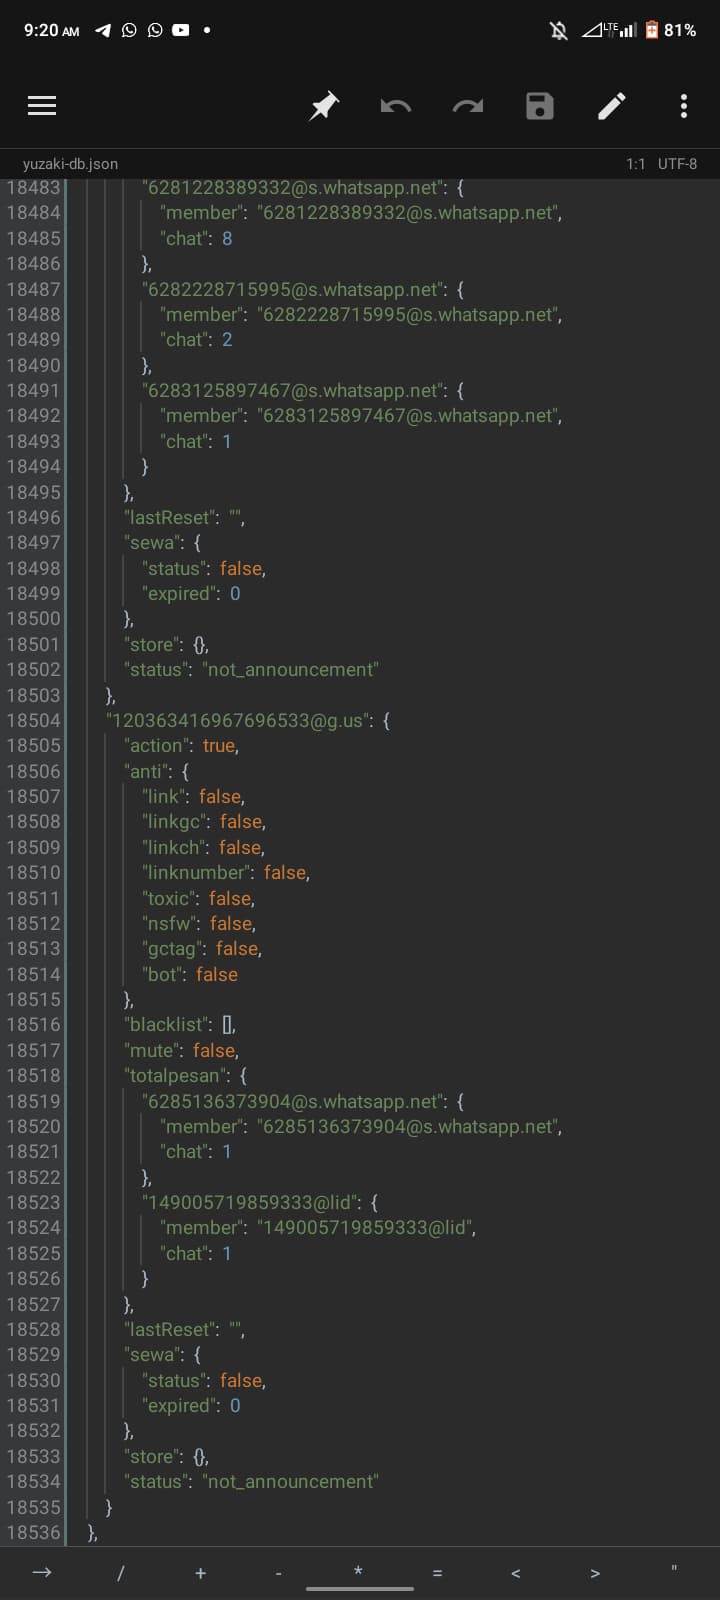 9:20 AM LTE 81%
yuzaki-db.json 1:1 UTF-8
18483 "6281228389332@s.whatsapp.net": {
18484 "member": "6281228389332@s.whatsapp.net",
18485 "chat": 8
18486 },
18487 "6282228715995@s.whatsapp.net": {
18488 "member": "6282228715995@s.whatsapp.net",
18489 "chat": 2
18490 },
18491 "6283125897467@s.whatsapp.net": {
18492 "member": "6283125897467@s.whatsapp.net",
18493 "chat": 1
18494 }
18495 },
18496 "lastReset": "",
18497 "sewa": {
18498 "status": false,
18499 "expired": 0
18500 },
18501 "store": {},
18502 "status": "not_announcement"
18503 },
18504 "120363416967696533@g.us": {
18505 "action": true,
18506 "anti": {
18507 "link": false,
18508 "linkgc": false,
18509 "linkch": false,
18510 "linknumber": false,
18511 "toxic": false,
18512 "nsfw": false,
18513 "gctag": false,
18514 "bot": false
18515 },
18516 "blacklist": [],
18517 "mute": false,
18518 "totalpesan": {
18519 "6285136373904@s.whatsapp.net": {
18520 "member": "6285136373904@s.whatsapp.net",
18521 "chat": 1
18522 },
18523 "149005719859333@lid": {
18524 "member": "149005719859333@lid",
18525 "chat": 1
18526 }
18527 },
18528 "lastReset": "",
18529 "sewa": {
18530 "status": false,
18531 "expired": 0
18532 },
18533 "store": {},
18534 "status": "not_announcement"
18535 }
18536 },
→ / + - * = < > "